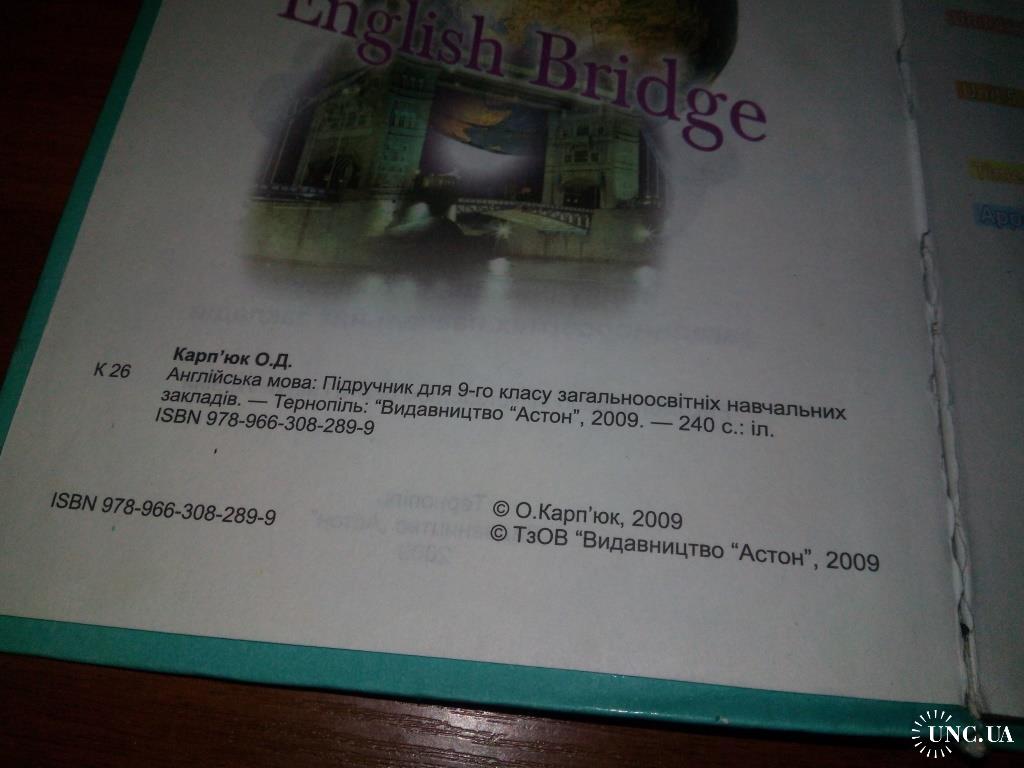 English Bridge
Карп'юк О.Д.
К 26
Англійська мова: Підручник для 9-го класу загальноосвітніх навчальних
закладів. — Тернопіль: "Видавництво "Астон", 2009. — 240 с.: іл.
ISBN 978-966-308-289-9
ISBN 978-966-308-289-9
© О.Карп'юк, 2009
© ТзОВ "Видавництво "Астон", 2009
UNC.UA